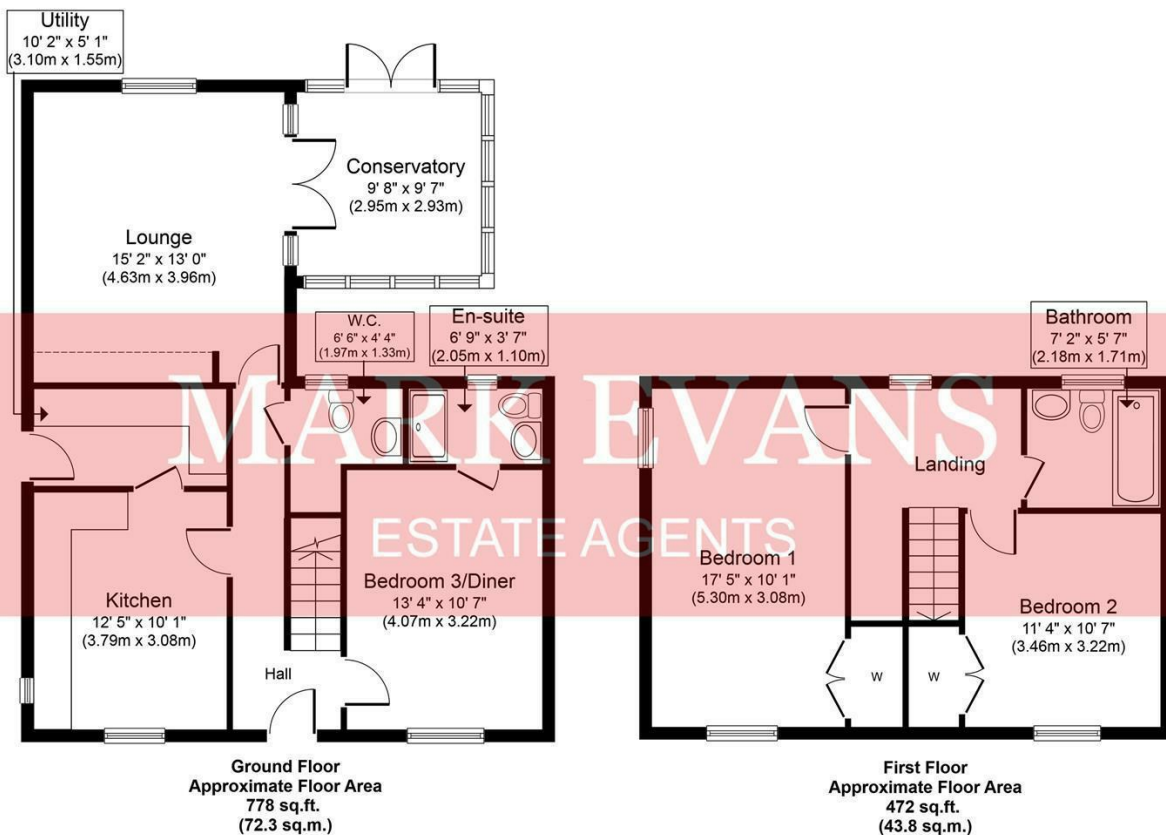 Utility
10' 2" x 5' 1"
(3.10m x 1.55m)
Conservatory
9' 8" x 9' 7"
(2.95m x 2.93m)
Lounge
15' 2" x 13' 0"
(4.63m x 3.96m)
W.C.
6' 6" x 4' 4"
(1.97m x 1.33m)
En-suite
6' 9" x 3' 7"
(2.05m x 1.10m)
Bathroom
7' 2" x 5' 7"
(2.18m x 1.71m)
MARK EVANS
ESTATE AGENTS
Landing
Kitchen
12' 5" x 10' 1"
(3.79m x 3.08m)
Bedroom 3/Diner
13' 4" x 10' 7"
(4.07m x 3.22m)
Hall
Bedroom 1
17' 5" x 10' 1"
(5.30m x 3.08m)
Bedroom 2
11' 4" x 10' 7"
(3.46m x 3.22m)
W
W
Ground Floor
Approximate Floor Area
778 sq.ft.
(72.3 sq.m.)
First Floor
Approximate Floor Area
472 sq.ft.
(43.8 sq.m.)